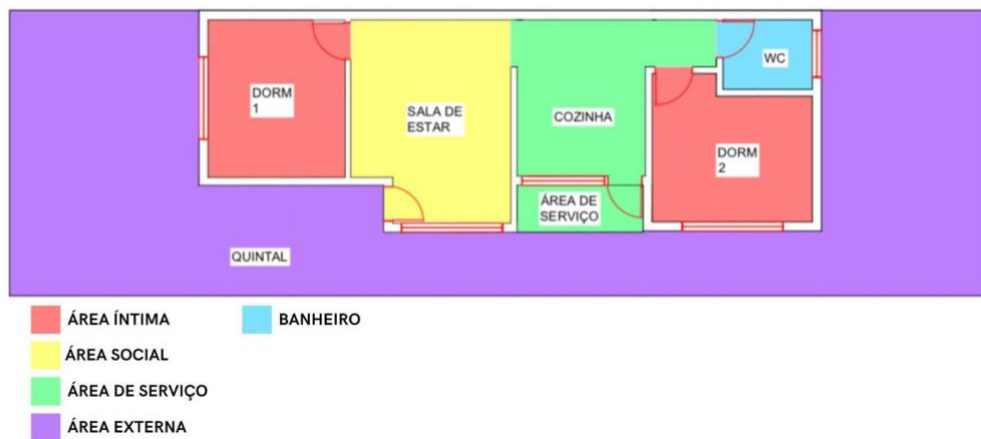 DORM
1
SALA DE
ESTAR
COZINHA
WC
DORM
2
ÁREA DE
SERVIÇO
QUINTAL
ÁREA ÍNTIMA
BANHEIRO
ÁREA SOCIAL
ÁREA DE SERVIÇO
ÁREA EXTERNA